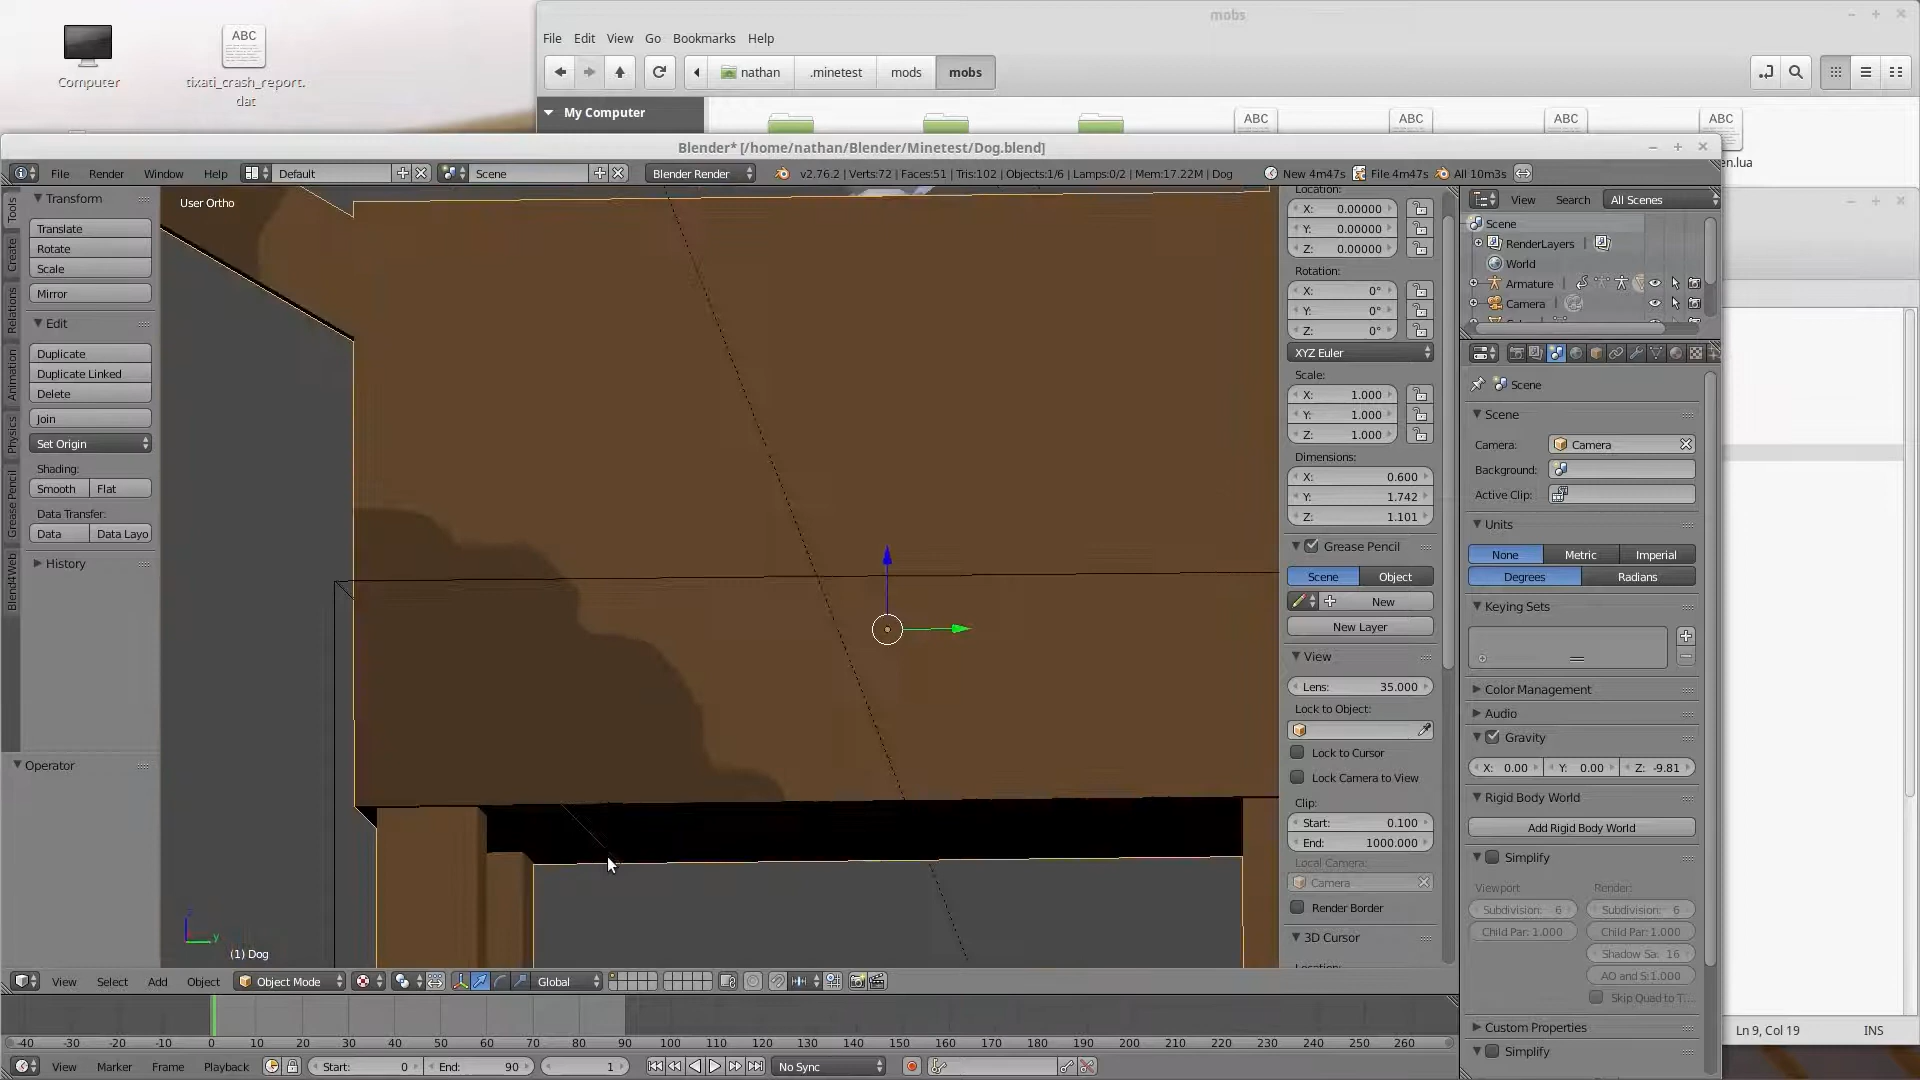 mobs
File Edit View Go Bookmarks Help
nathan .minetest mods mobs
My Computer
Computer
ABC
tixati_crash_report.
dat
ABC ABC ABC ABC
en.lua
Blender* [/home/nathan/Blender/Minetest/Dog.blend]
File Render Window Help Default Scene Blender Render v2.76.2 | Verts:72 | Faces:51 | Tris:102 | Objects:1/6 | Lamps:0/2 | Mem:17.22M | Dog New 4m47s File 4m47s All 10m3s
Tools
Create
Relations
Animation
Physics
Grease Pencil
Blend4Web
Transform
Translate
Rotate
Scale
Mirror
Edit
Duplicate
Duplicate Linked
Delete
Join
Set Origin
Shading:
Smooth Flat
Data Transfer:
Data Data Layo
History
Operator
User Ortho
z
y
(1) Dog
Location:
X: 0.00000
Y: 0.00000
Z: 0.00000
Rotation:
X: 0°
Y: 0°
Z: 0°
XYZ Euler
Scale:
X: 1.000
Y: 1.000
Z: 1.000
Dimensions:
X: 0.600
Y: 1.742
Z: 1.101
Grease Pencil
Scene Object
New
New Layer
View
Lens: 35.000
Lock to Object:
Lock to Cursor
Lock Camera to View
Clip:
Start: 0.100
End: 1000.000
Local Camera:
Camera
Render Border
3D Cursor
View Search All Scenes
Scene
RenderLayers
World
Armature
Camera
Scene
Scene
Camera: Camera
Background:
Active Clip:
Units
None Metric Imperial
Degrees Radians
Keying Sets
Color Management
Audio
Gravity
X: 0.00 Y: 0.00 Z: -9.81
Rigid Body World
Add Rigid Body World
Simplify
Viewport Render:
Subdivision: 6 Subdivision: 6
Child Par: 1.000 Child Par: 1.000
Shadow Sa: 16
AO and S:1.000
Skip Quad to T...
Custom Properties
Simplify
View Select Add Object Object Mode Global
-40 -30 -20 -10 0 10 20 30 40 50 60 70 80 90 100 110 120 130 140 150 160 170 180 190 200 210 220 230 240 250 260
View Marker Frame Playback Start: 0 End: 90 1 No Sync
Ln 9, Col 19 INS